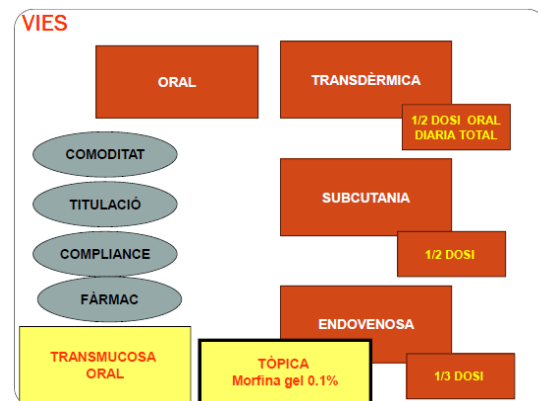 VIES
ORAL
TRANSDÈRMICA
1/2 DOSI ORAL
DIARIA TOTAL
COMODITAT
TITULACIÓ
SUBCUTANIA
COMPLIANCE
1/2 DOSI
FÀRMAC
ENDOVENOSA
TRANSMUCOSA
ORAL
TÒPICA
Morfina gel 0.1%
1/3 DOSI